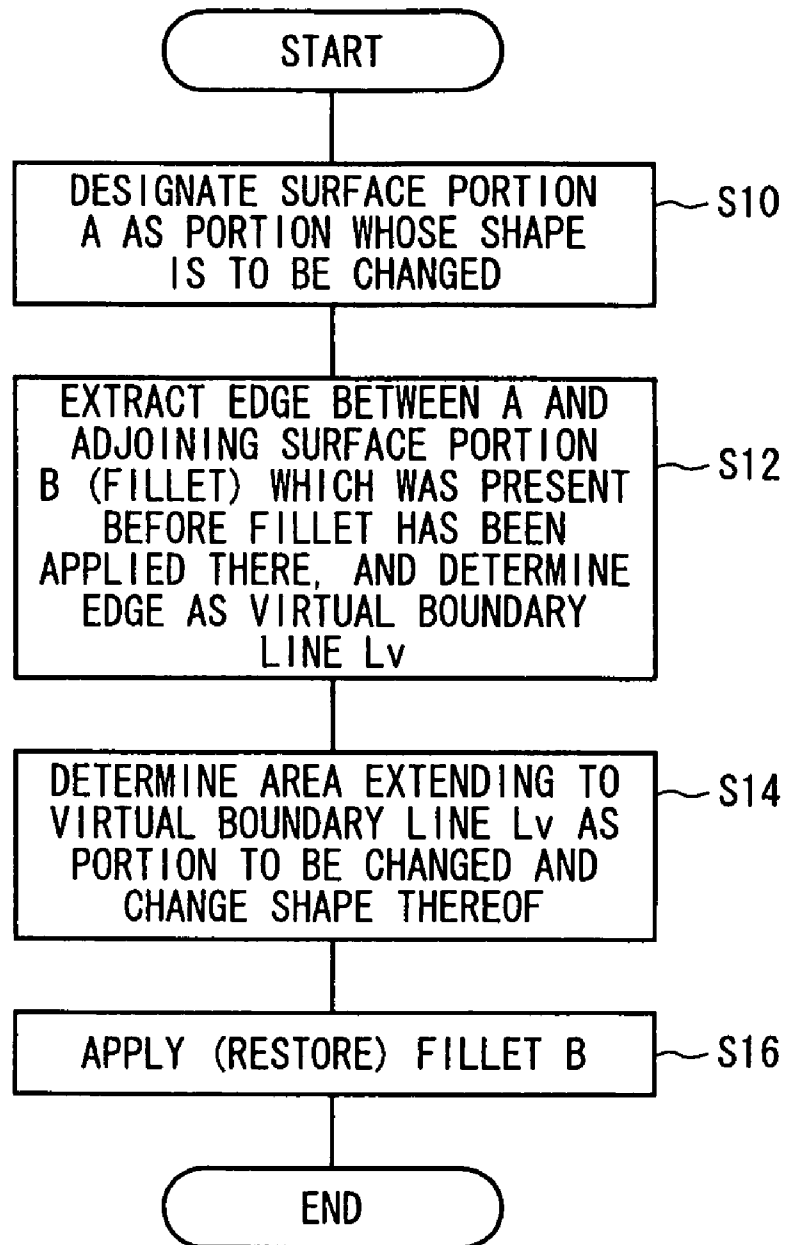 START
DESIGNATE SURFACE PORTION
A AS PORTION WHOSE SHAPE
IS TO BE CHANGED
S10
EXTRACT EDGE BETWEEN A AND
ADJOINING SURFACE PORTION
B (FILLET) WHICH WAS PRESENT
BEFORE FILLET HAS BEEN
APPLIED THERE, AND DETERMINE
EDGE AS VIRTUAL BOUNDARY
LINE Lv
S12
DETERMINE AREA EXTENDING TO
VIRTUAL BOUNDARY LINE Lv AS
PORTION TO BE CHANGED AND
CHANGE SHAPE THEREOF
S14
APPLY (RESTORE) FILLET B
S16
END